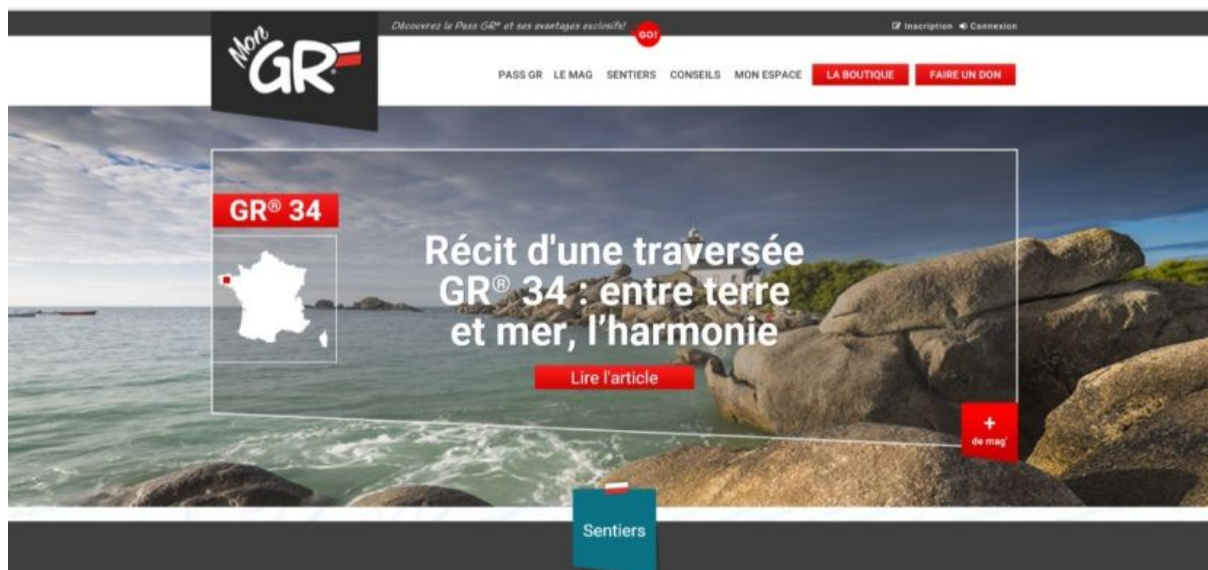 Découvrez le Pass GR® et ses avantages exclusifs!
GO!
Inscription
Connexion
Mon
GR®
PASS GR
LE MAG
SENTIERS
CONSEILS
MON ESPACE
LA BOUTIQUE
FAIRE UN DON
GR® 34
Récit d'une traversée
GR® 34 : entre terre
et mer, l’harmonie
Lire l'article
+
de mag'
Sentiers